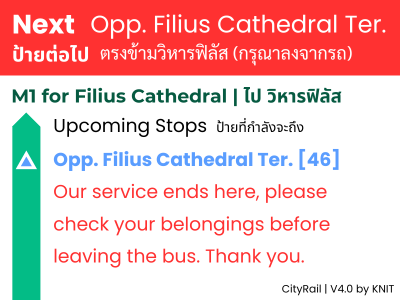 Next Opp. Filius Cathedral Ter.
ป้ายต่อไป ตรงข้ามวิหารฟิลัส (กรุณาลงจากรถ)
M1 for Filius Cathedral | ไป วิหารฟิลัส
Upcoming Stops ป้ายที่กำลังจะถึง
Opp. Filius Cathedral Ter. [46]
Our service ends here, please
check your belongings before
leaving the bus. Thank you.
CityRail | V4.0 by KNIT